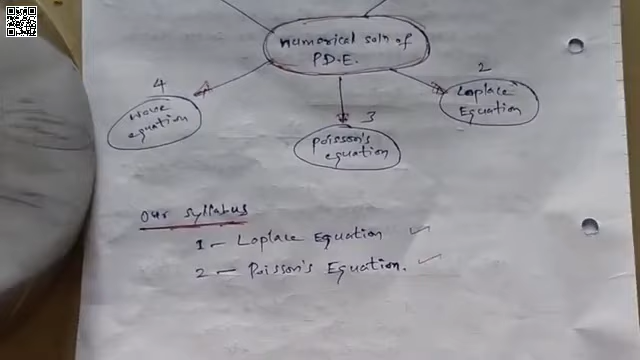 numerical soln of
P.D.E.
4
Wave
equation
3
Poisson's
equation
2
Laplace
Equation
Our syllabus
1 - Laplace Equation ✓
2 - Poisson's Equation. ✓